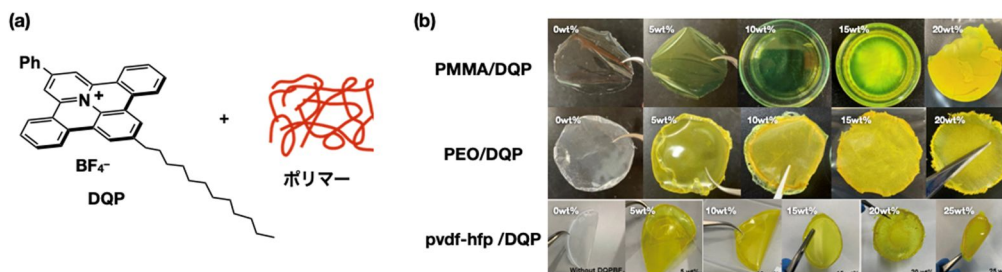 (a)
Ph
N
+
BF₄⁻
DQP
+
ポリマー
(b)
PMMA/DQP
0wt%
5wt%
10wt%
15wt%
20wt%
PEO/DQP
0wt%
5wt%
10wt%
15wt%
20wt%
pvdf-hfp /DQP
0wt%
5wt%
10wt%
15wt%
20wt%
25wt%